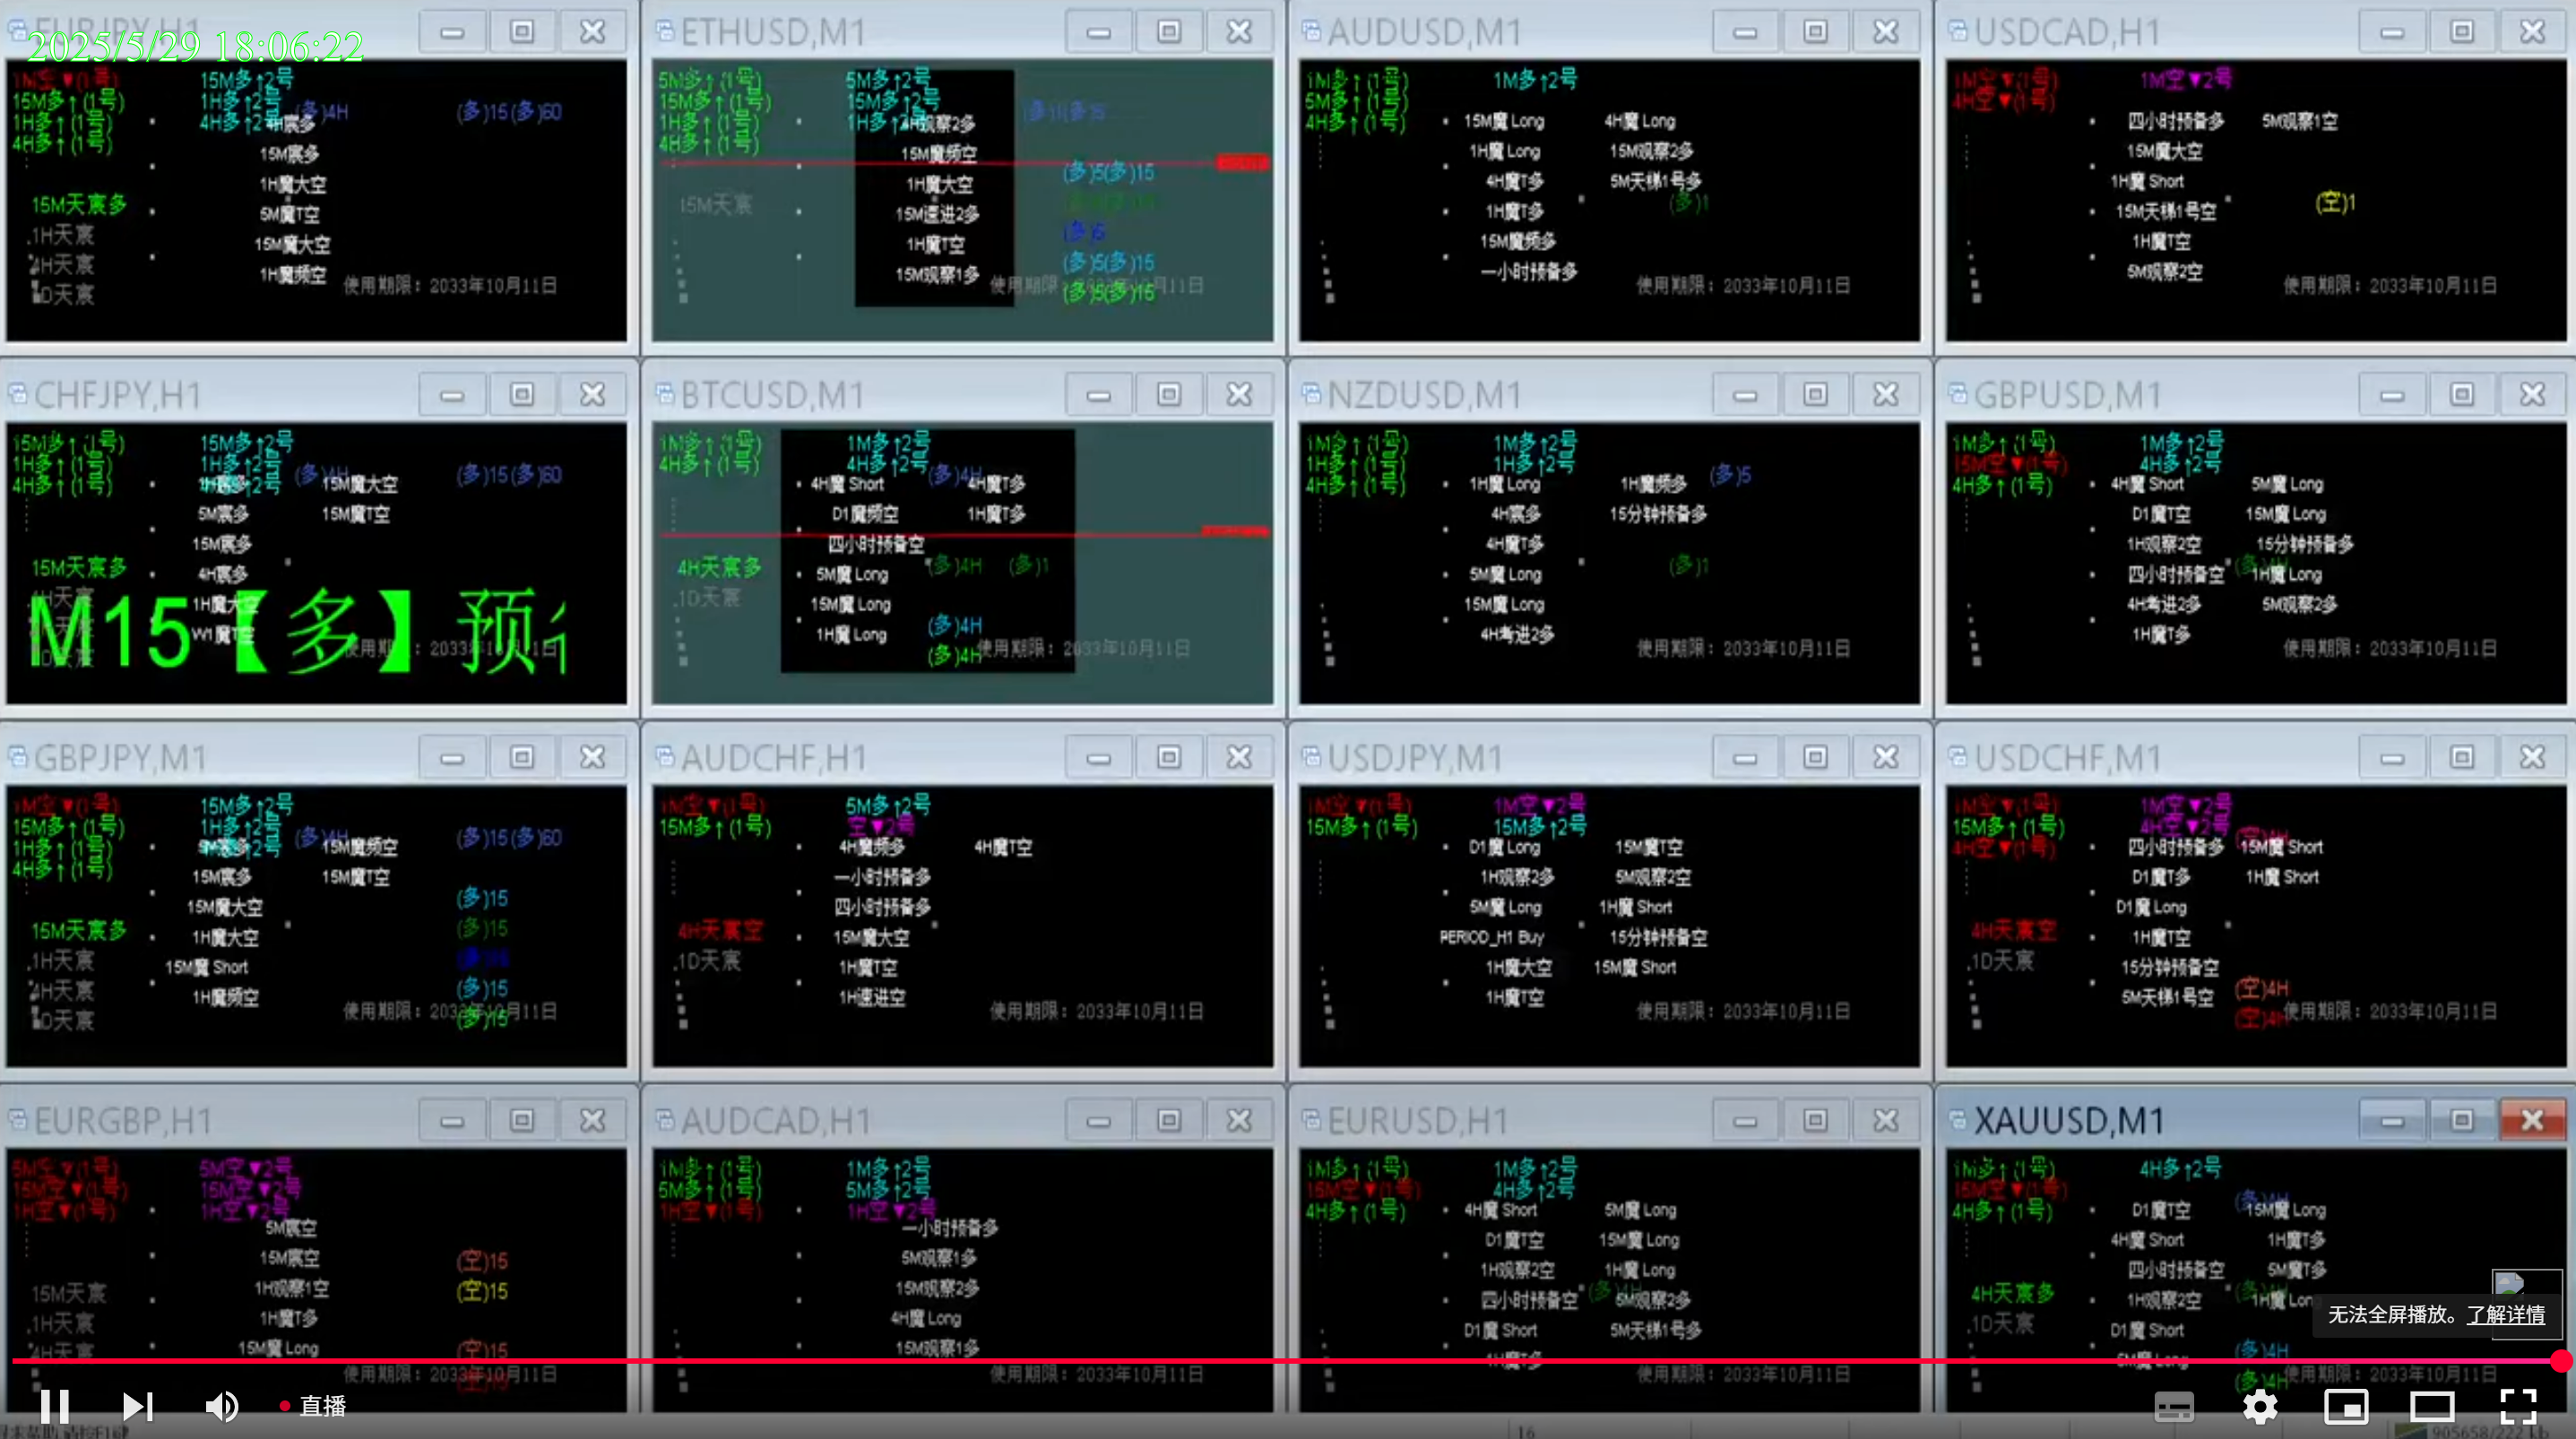 2025/5/29 18:06:22
EURJPY,H1
1M空▼(1号)
15M多↑(1号)
1H多↑(1号)
4H多↑(1号)
15M多↑2号
1H多↑2号
4H多↑2号
(多)4H
(多)15(多)60
4H宸多
15M宸多
1H魔大空
5M魔T空
15M魔大空
1H魔频空
15M天宸多
.1H天宸
4H天宸
使用期限：2033年10月11日
ETHUSD,M1
5M多↑(1号)
15M多↑(1号)
1H多↑(1号)
4H多↑(1号)
5M多↑2号
15M多↑2号
1H多↑2号
4H观察2多
15M魔频空
1H魔大空
15M速进2多
1H魔T空
15M观察1多
(多)5(多)15
(多)5
(多)5(多)15
(多)5(多)15
15M天宸
使用期限：2033年10月11日
AUDUSD,M1
1M多↑(1号)
5M多↑(1号)
4H多↑(1号)
1M多↑2号
15M魔 Long
4H魔 Long
1H魔 Long
15M观察2多
4H魔T多
5M天梯1号多
1H魔T多
(多)1
15M魔频多
一小时预备多
使用期限：2033年10月11日
USDCAD,H1
1M空▼(1号)
4H空▼(1号)
1M空▼2号
四小时预备多
5M观察1空
15M魔大空
1H魔 Short
15M天梯1号空
(空)1
1H魔T空
5M观察2空
使用期限：2033年10月11日
CHFJPY,H1
15M多↑(1号)
1H多↑(1号)
4H多↑(1号)
15M多↑2号
1H多↑2号
(多)4H
(多)15(多)60
15M魔大空
5M宸多
15M魔T空
15M宸多
4H宸多
1H魔大空
W1魔T空
15M天宸多
M15【多】预
BTCUSD,M1
1M多↑(1号)
4H多↑(1号)
1M多↑2号
4H多↑2号
(多)4H
4H魔 Short
4H魔T多
D1魔频空
1H魔T多
四小时预备空
5M魔 Long
(多)4H
(多)1
15M魔 Long
1H魔 Long
(多)4H
(多)4H
4H天宸多
.1D天宸
使用期限：2033年10月11日
NZDUSD,M1
1M多↑(1号)
1H多↑(1号)
4H多↑(1号)
1M多↑2号
1H多↑2号
(多)5
1H魔 Long
1H魔频多
4H宸多
15分钟预备多
4H魔T多
5M魔 Long
(多)1
15M魔 Long
4H考进2多
使用期限：2033年10月11日
GBPUSD,M1
1M多↑(1号)
15M空▼(1号)
4H多↑(1号)
1M多↑2号
4H多↑2号
4H魔 Short
5M魔 Long
D1魔T空
15M魔 Long
1H观察2空
15分钟预备多
四小时预备空
1H魔 Long
4H考进2多
5M观察2多
1H魔T多
使用期限：2033年10月11日
GBPJPY,M1
1M空▼(1号)
15M多↑(1号)
1H多↑(1号)
4H多↑(1号)
15M多↑2号
1H多↑2号
(多)4H
(多)15(多)60
15M魔频空
15M宸多
15M魔T空
15M魔大空
1H魔大空
15M魔 Short
1H魔频空
(多)15
(多)15
(多)15
(多)15
15M天宸多
.1H天宸
4H天宸
使用期限：2033年10月11日
AUDCHF,H1
1M空▼(1号)
15M多↑(1号)
5M多↑2号
空▼2号
4H魔频多
4H魔T空
一小时预备多
四小时预备多
15M魔大空
1H魔T空
1H速进空
4H天宸空
.1D天宸
使用期限：2033年10月11日
USDJPY,M1
1M空▼(1号)
15M多↑(1号)
1M空▼2号
15M多↑2号
D1魔 Long
15M魔T空
1H观察2多
5M观察2空
5M魔 Long
1H魔 Short
PERIOD_H1 Buy
15分钟预备空
1H魔大空
15M魔 Short
1H魔T空
使用期限：2033年10月11日
USDCHF,M1
1M空▼(1号)
15M多↑(1号)
4H空▼(1号)
1M空▼2号
4H空▼2号
(空)4H
四小时预备多
15M魔 Short
D1魔T多
1H魔 Short
D1魔 Long
1H魔T空
15分钟预备空
5M天梯1号空
(空)4H
(空)4H
4H天宸空
.1D天宸
使用期限：2033年10月11日
EURGBP,H1
5M空▼(1号)
15M空▼(1号)
1H空▼(1号)
5M空▼2号
15M空▼2号
1H空▼2号
5M宸空
15M宸空
1H观察1空
1H魔T多
15M魔 Long
(空)15
(空)15
(空)15
15M天宸
.1H天宸
4H天宸
使用期限：2033年10月11日
AUDCAD,H1
1M多↑(1号)
5M多↑(1号)
1H空▼(1号)
1M多↑2号
5M多↑2号
1H空▼2号
一小时预备多
5M观察1多
15M观察2多
4H魔 Long
15M观察1多
使用期限：2033年10月11日
EURUSD,H1
1M多↑(1号)
15M空▼(1号)
4H多↑(1号)
1M多↑2号
4H多↑2号
4H魔 Short
5M魔 Long
D1魔T空
15M魔 Long
1H观察2空
1H魔 Long
四小时预备空
5M观察2多
D1魔 Short
5M天梯1号多
1H魔T多
使用期限：2033年10月11日
XAUUSD,M1
1M多↑(1号)
15M空▼(1号)
4H多↑(1号)
4H多↑2号
(多)4H
D1魔T空
15M魔 Long
4H魔 Short
1H魔T多
四小时预备空
5M魔T多
1H观察2空
1H魔 Long
D1魔 Short
(多)4H
(多)4H
4H天宸多
.1D天宸
使用期限：2033年10月11日
无法全屏播放。了解详情
直播
16
905658/222 kb